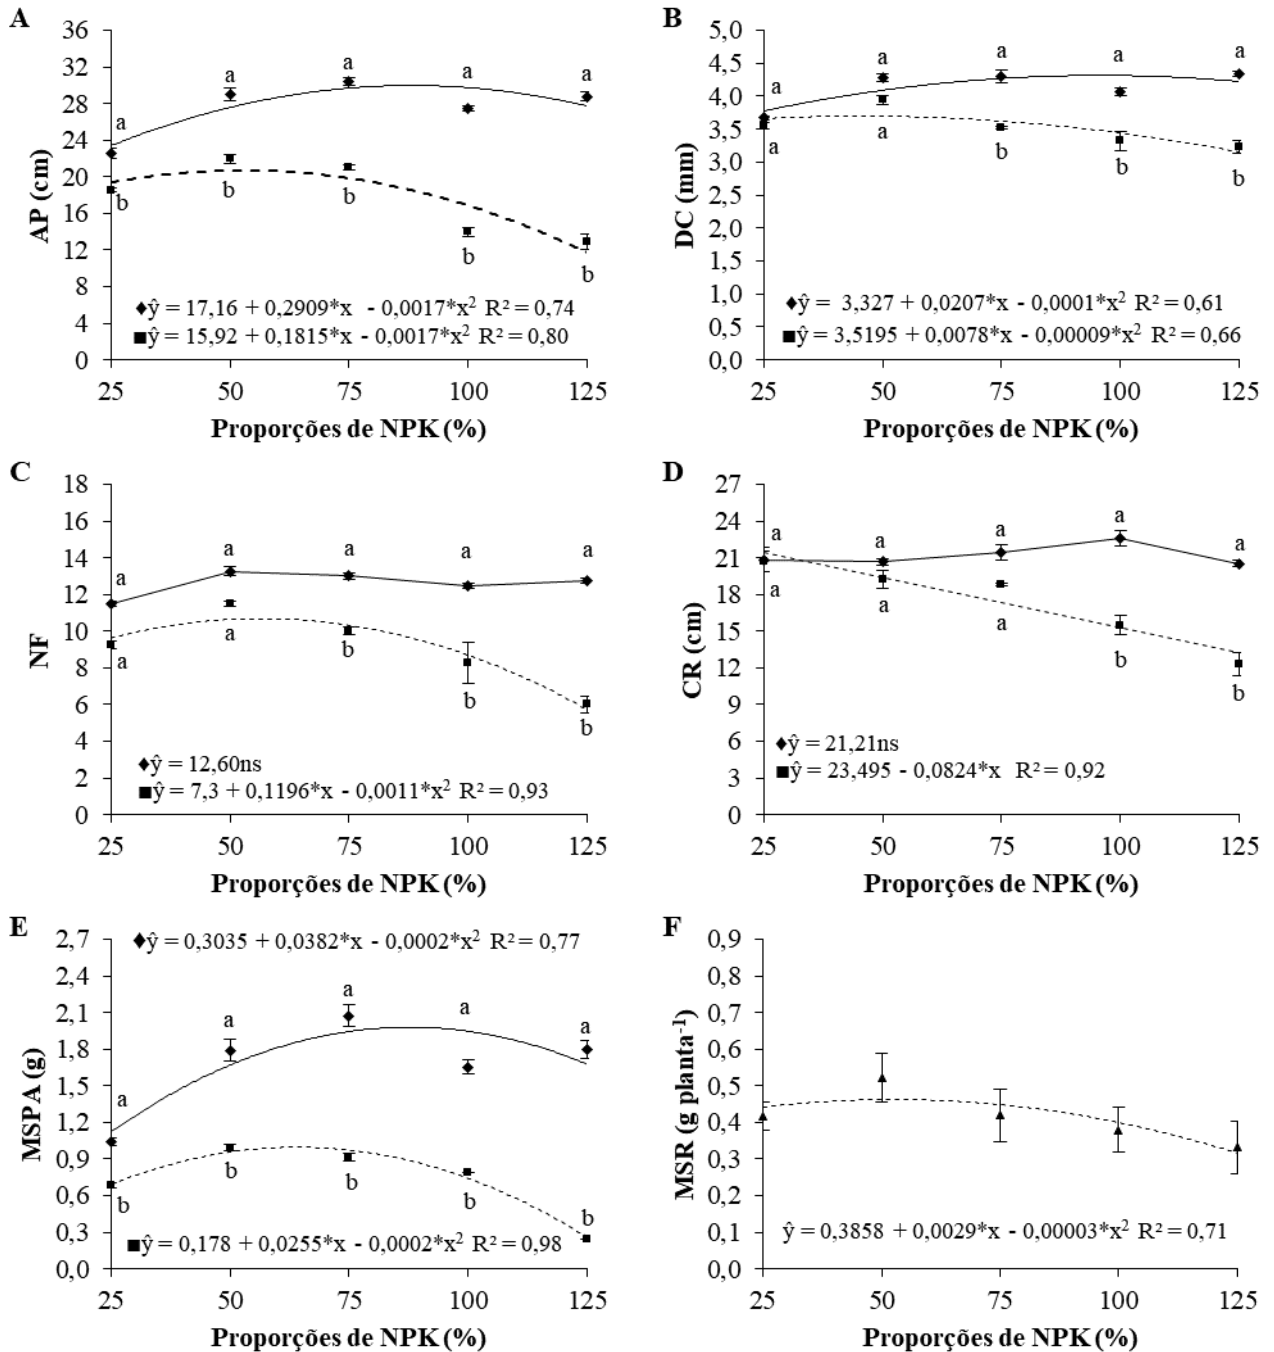 A
36
32
28
24
20
16
12
8
4
0
AP (cm)
a a a a a
b b b b b
♦ŷ = 17,16 + 0,2909*x - 0,0017*x² R² = 0,74
■ŷ = 15,92 + 0,1815*x - 0,0017*x² R² = 0,80
25 50 75 100 125
Proporções de NPK (%)
B
5,0
4,5
4,0
3,5
3,0
2,5
2,0
1,5
1,0
0,5
0,0
DC (mm)
a a a a a
a a b b b
♦ŷ = 3,327 + 0,0207*x - 0,0001*x² R² = 0,61
■ŷ = 3,5195 + 0,0078*x - 0,00009*x² R² = 0,66
25 50 75 100 125
Proporções de NPK (%)
C
18
16
14
12
10
8
6
4
2
0
NF
a a a a a
a a b b b
♦ŷ = 12,60ns
■ŷ = 7,3 + 0,1196*x - 0,0011*x² R² = 0,93
25 50 75 100 125
Proporções de NPK (%)
D
27
24
21
18
15
12
9
6
3
0
CR (cm)
a a a a a
a a a b b
♦ŷ = 21,21ns
■ŷ = 23,495 - 0,0824*x R² = 0,92
25 50 75 100 125
Proporções de NPK (%)
E
♦ŷ = 0,3035 + 0,0382*x - 0,0002*x² R² = 0,77
2,7
2,4
2,1
1,8
1,5
1,2
0,9
0,6
0,3
0,0
MSPA (g)
a a a a a
b b b b b
■ŷ = 0,178 + 0,0255*x - 0,0002*x² R² = 0,98
25 50 75 100 125
Proporções de NPK (%)
F
0,9
0,8
0,7
0,6
0,5
0,4
0,3
0,2
0,1
0,0
MSR (g planta⁻¹)
ŷ = 0,3858 + 0,0029*x - 0,00003*x² R² = 0,71
25 50 75 100 125
Proporções de NPK (%)